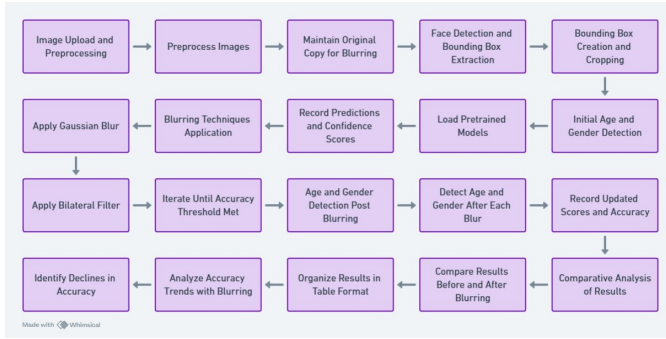 Image Upload and
Preprocessing
Preprocess Images
Maintain Original
Copy for Blurring
Face Detection and
Bounding Box
Extraction
Bounding Box
Creation and
Cropping
Apply Gaussian Blur
Blurring Techniques
Application
Record Predictions
and Confidence
Scores
Load Pretrained
Models
Initial Age and
Gender Detection
Apply Bilateral Filter
Iterate Until Accuracy
Threshold Met
Age and Gender
Detection Post
Blurring
Detect Age and
Gender After Each
Blur
Record Updated
Scores and Accuracy
Identify Declines in
Accuracy
Analyze Accuracy
Trends with Blurring
Organize Results in
Table Format
Compare Results
Before and After
Blurring
Comparative Analysis
of Results
Made with Whimsical